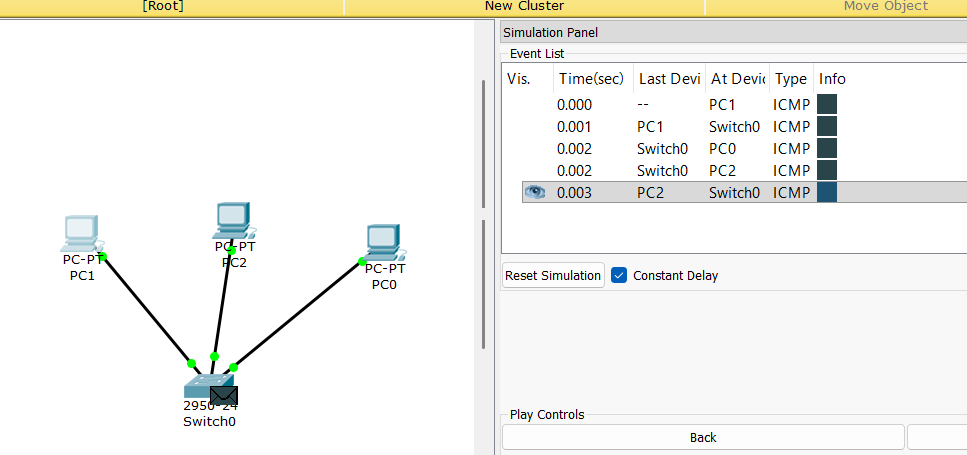 [Root] New Cluster Move Object
Simulation Panel
Event List
Vis. Time(sec) Last Devi At Devic Type Info
0.000 -- PC1 ICMP
0.001 PC1 Switch0 ICMP
0.002 Switch0 PC0 ICMP
0.002 Switch0 PC2 ICMP
0.003 PC2 Switch0 ICMP
PC-PT
PC1
PC-PT
PC2
PC-PT
PC0
2950-24
Switch0
Reset Simulation Constant Delay
Play Controls
Back